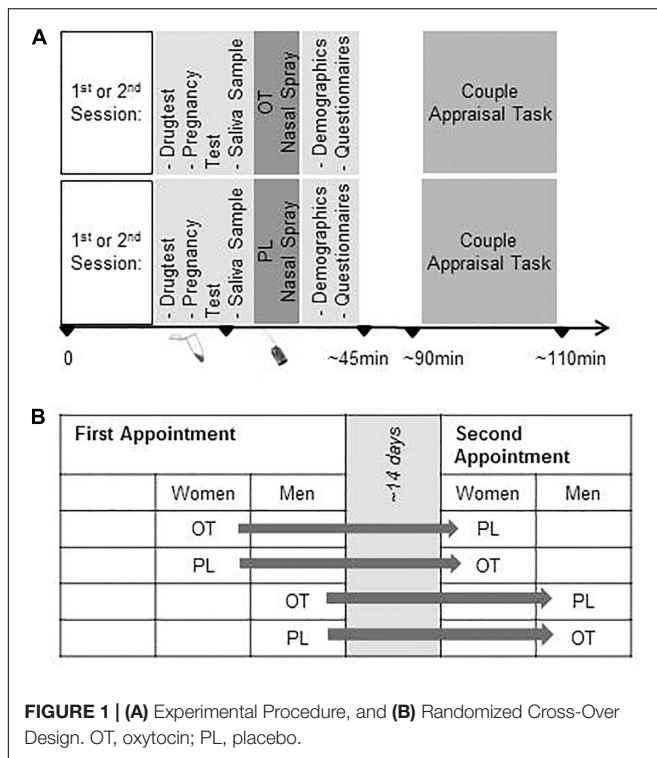 A
1st or 2nd
Session:
- Drugtest
- Pregnancy
Test
- Saliva Sample
OT
Nasal Spray
- Demographics
- Questionnaires
Couple
Appraisal Task
1st or 2nd
Session:
- Drugtest
- Pregnancy
Test
- Saliva Sample
PL
Nasal Spray
- Demographics
- Questionnaires
Couple
Appraisal Task
0
~45min
~90min
~110min
B
First Appointment
~14 days
Second
Appointment
Women
Men
Women
Men
OT
PL
PL
OT
OT
PL
PL
OT
FIGURE 1 | (A) Experimental Procedure, and (B) Randomized Cross-Over
Design. OT, oxytocin; PL, placebo.